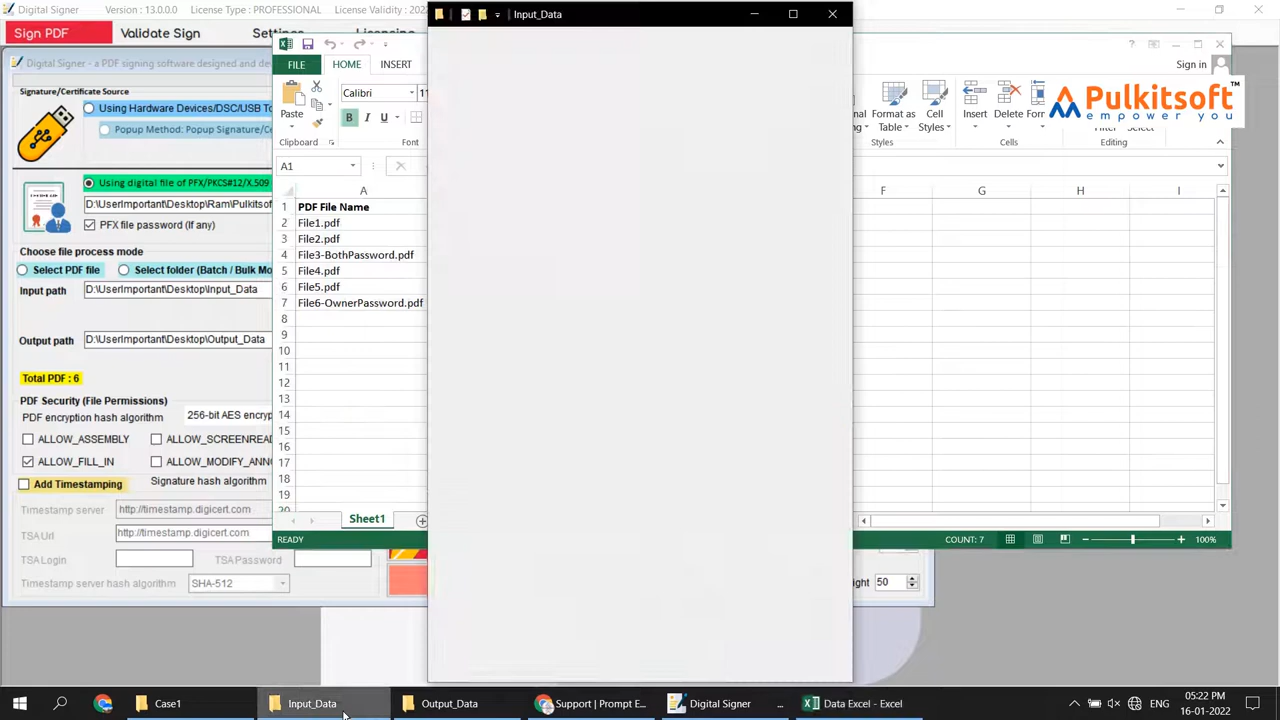 Digital Signer Version : 13.0.0.0 License Type : PROFESSIONAL License Validity : 2
Input_Data
Sign PDF Validate Sign Settings Licensing
Digital Signer - a PDF signing software designed and de
FILE HOME INSERT
Sign in
Signature/Certificate Source
Using Hardware Devices/DSC/USB To
Popup Method: Popup Signature/Ce
Using digital file of PFX/PKCS#12/X.509
D:\UserImportant\Desktop\Ram\Pulkitsof
PFX file password (If any)
Choose file process mode
Select PDF file Select folder (Batch / Bulk Mo
Input path D:\UserImportant\Desktop\Input_Data
Output path D:\UserImportant\Desktop\Output_Data
Total PDF : 6
PDF Security (File Permissions)
PDF encryption hash algorithm 256-bit AES encryp
ALLOW_ASSEMBLY ALLOW_SCREENREAD
ALLOW_FILL_IN ALLOW_MODIFY_ANNO
Add Timestamping Signature hash algorithm
Timestamp server http://timestamp.digicert.com
TSA Url http://timestamp.digicert.com
TSA Login TSA Password
Timestamp server hash algorithm SHA-512
Paste
Clipboard
Calibri 11
B I U
Font
Format as Table
Cell Styles
Styles
Insert Delete Form
Cells
Editing
Pulkitsoft™
empower you
A1
A F G H I
1 PDF File Name
2 File1.pdf
3 File2.pdf
4 File3-BothPassword.pdf
5 File4.pdf
6 File5.pdf
7 File6-OwnerPassword.pdf
8
9
10
11
12
13
14
15
16
17
18
19
20
Sheet1
READY COUNT: 7 100%
ight 50
Case1 Input_Data Output_Data Support | Prompt E... Digital Signer ... Data Excel - Excel
ENG
05:22 PM
16-01-2022